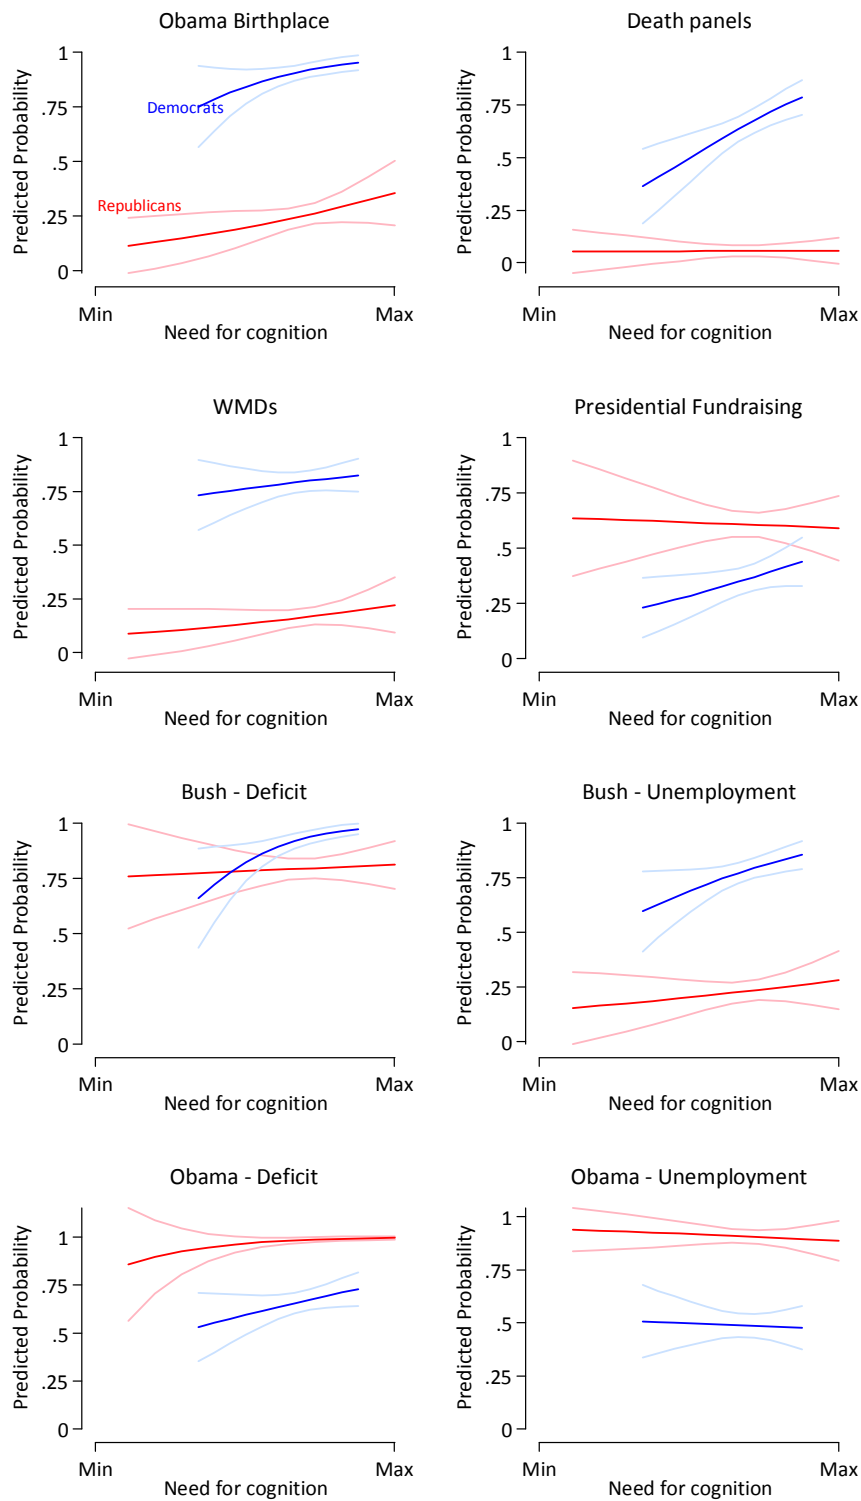 Obama Birthplace
Predicted Probability
1
.75
.5
.25
0
Democrats
Republicans
Min
Max
Need for cognition
Death panels
Predicted Probability
1
.75
.5
.25
0
Min
Max
Need for cognition
WMDs
Predicted Probability
1
.75
.5
.25
0
Min
Max
Need for cognition
Presidential Fundraising
Predicted Probability
1
.75
.5
.25
0
Min
Max
Need for cognition
Bush - Deficit
Predicted Probability
1
.75
.5
.25
0
Min
Max
Need for cognition
Bush - Unemployment
Predicted Probability
1
.75
.5
.25
0
Min
Max
Need for cognition
Obama - Deficit
Predicted Probability
1
.75
.5
.25
0
Min
Max
Need for cognition
Obama - Unemployment
Predicted Probability
1
.75
.5
.25
0
Min
Max
Need for cognition